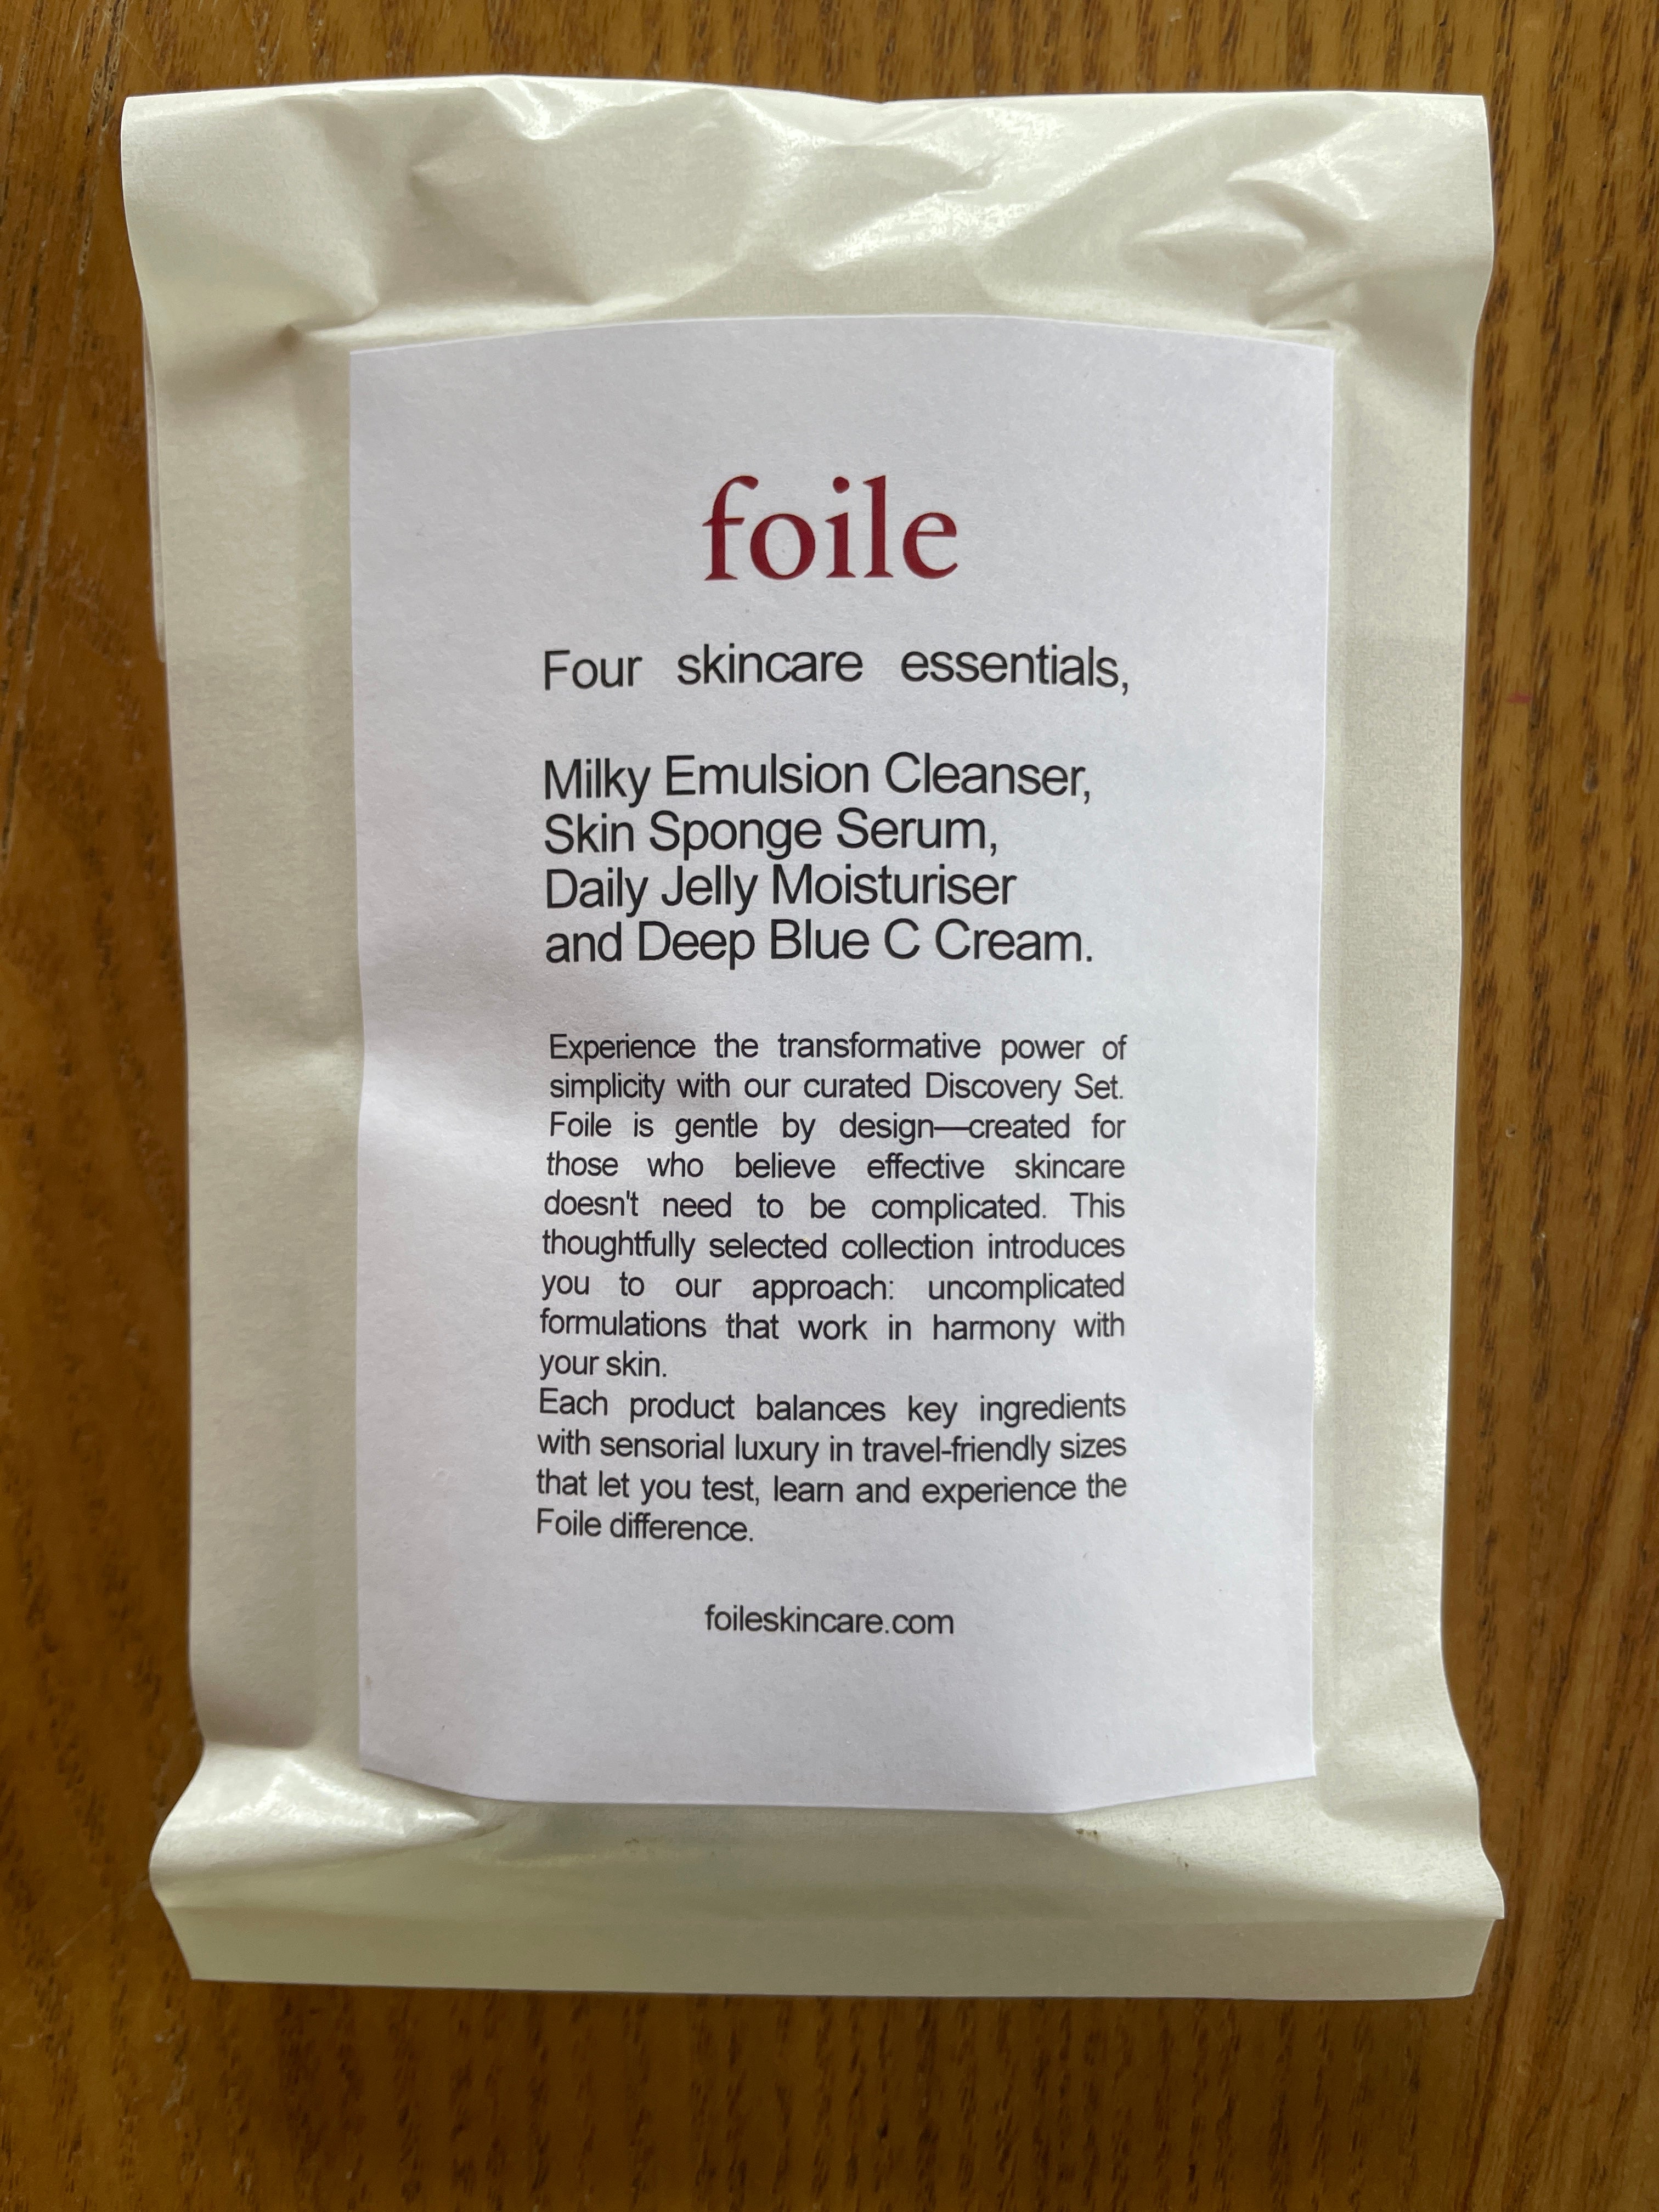 foile
Four skincare essentials,
Milky Emulsion Cleanser,
Skin Sponge Serum,
Daily Jelly Moisturiser
and Deep Blue C Cream.
Experience the transformative power of
simplicity with our curated Discovery Set.
Foile is gentle by design—created for
those who believe effective skincare
doesn't need to be complicated. This
thoughtfully selected collection introduces
you to our approach: uncomplicated
formulations that work in harmony with
your skin.
Each product balances key ingredients
with sensorial luxury in travel-friendly sizes
that let you test, learn and experience the
Foile difference.
foileskincare.com